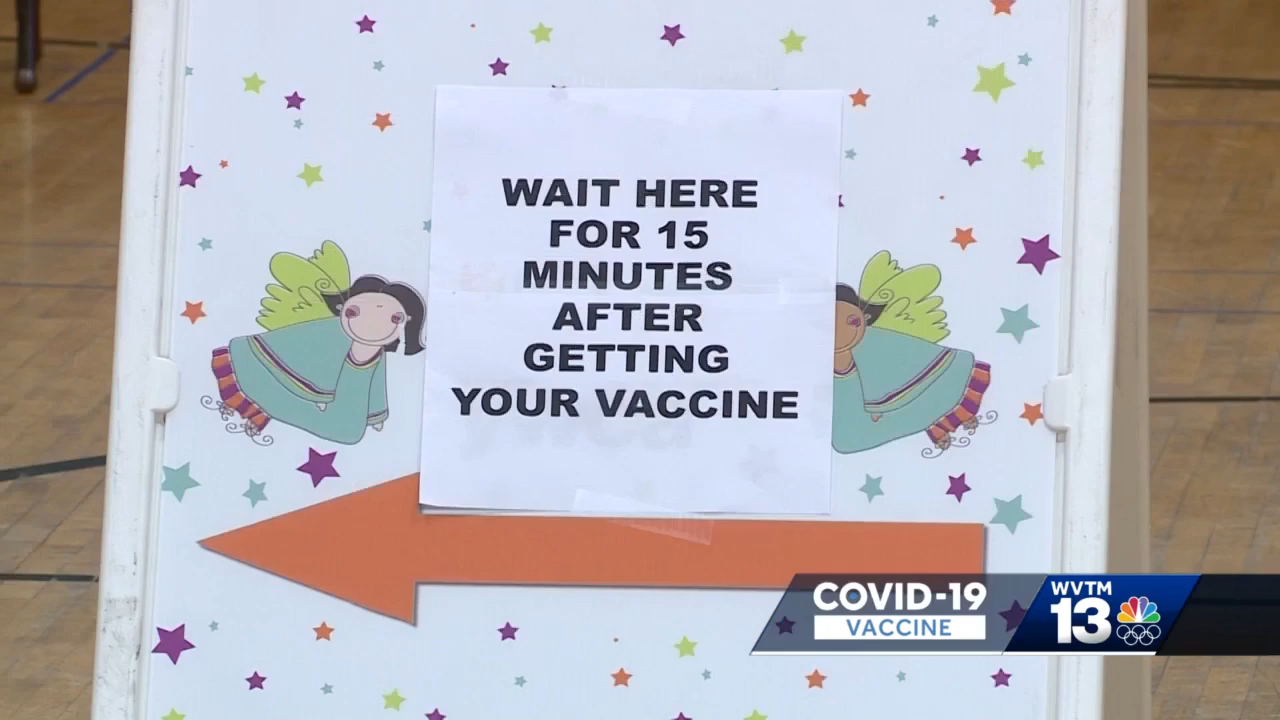 WAIT HERE
FOR 15
MINUTES
AFTER
GETTING
YOUR VACCINE
COVID-19
VACCINE
WVTM
13